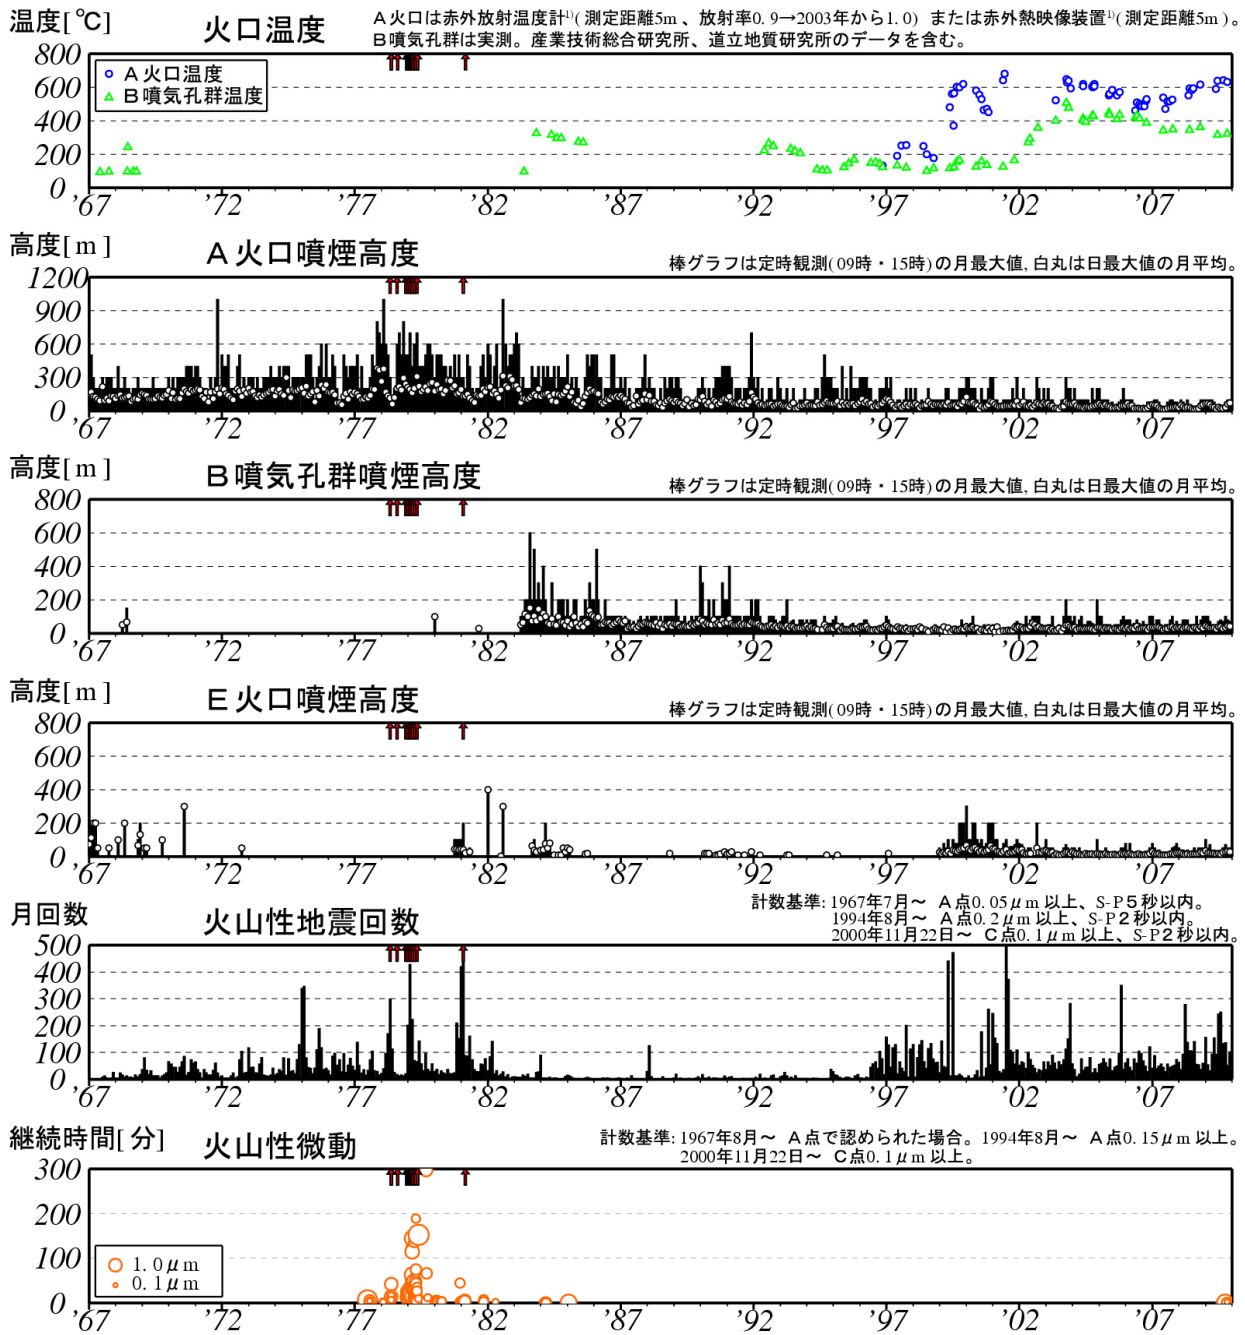 温度[℃]
火口温度
A火口は赤外放射温度計¹⁾(測定距離5m、放射率0.9→2003年から1.0) または赤外熱映像装置¹⁾(測定距離5m)。
B噴気孔群は実測。産業技術総合研究所、道立地質研究所のデータを含む。
A火口温度
B噴気孔群温度
800
600
400
200
0
'67 '72 '77 '82 '87 '92 '97 '02 '07
高度[m]
A火口噴煙高度
棒グラフは定時観測(09時・15時)の月最大値,白丸は日最大値の月平均。
1200
900
600
300
0
'67 '72 '77 '82 '87 '92 '97 '02 '07
高度[m]
B噴気孔群噴煙高度
棒グラフは定時観測(09時・15時)の月最大値,白丸は日最大値の月平均。
800
600
400
200
0
'67 '72 '77 '82 '87 '92 '97 '02 '07
高度[m]
E火口噴煙高度
棒グラフは定時観測(09時・15時)の月最大値,白丸は日最大値の月平均。
800
600
400
200
0
'67 '72 '77 '82 '87 '92 '97 '02 '07
月回数
火山性地震回数
計数基準:1967年7月～ A点0.05μm以上、S-P5秒以内。
1994年8月～ A点0.2μm以上、S-P2秒以内。
2000年11月22日～ C点0.1μm以上、S-P2秒以内。
500
400
300
200
100
0
'67 '72 '77 '82 '87 '92 '97 '02 '07
継続時間[分]
火山性微動
計数基準:1967年8月～ A点で認められた場合。1994年8月～ A点0.15μm以上。
2000年11月22日～ C点0.1μm以上。
300
200
100
0
1.0μm
0.1μm
'67 '72 '77 '82 '87 '92 '97 '02 '07